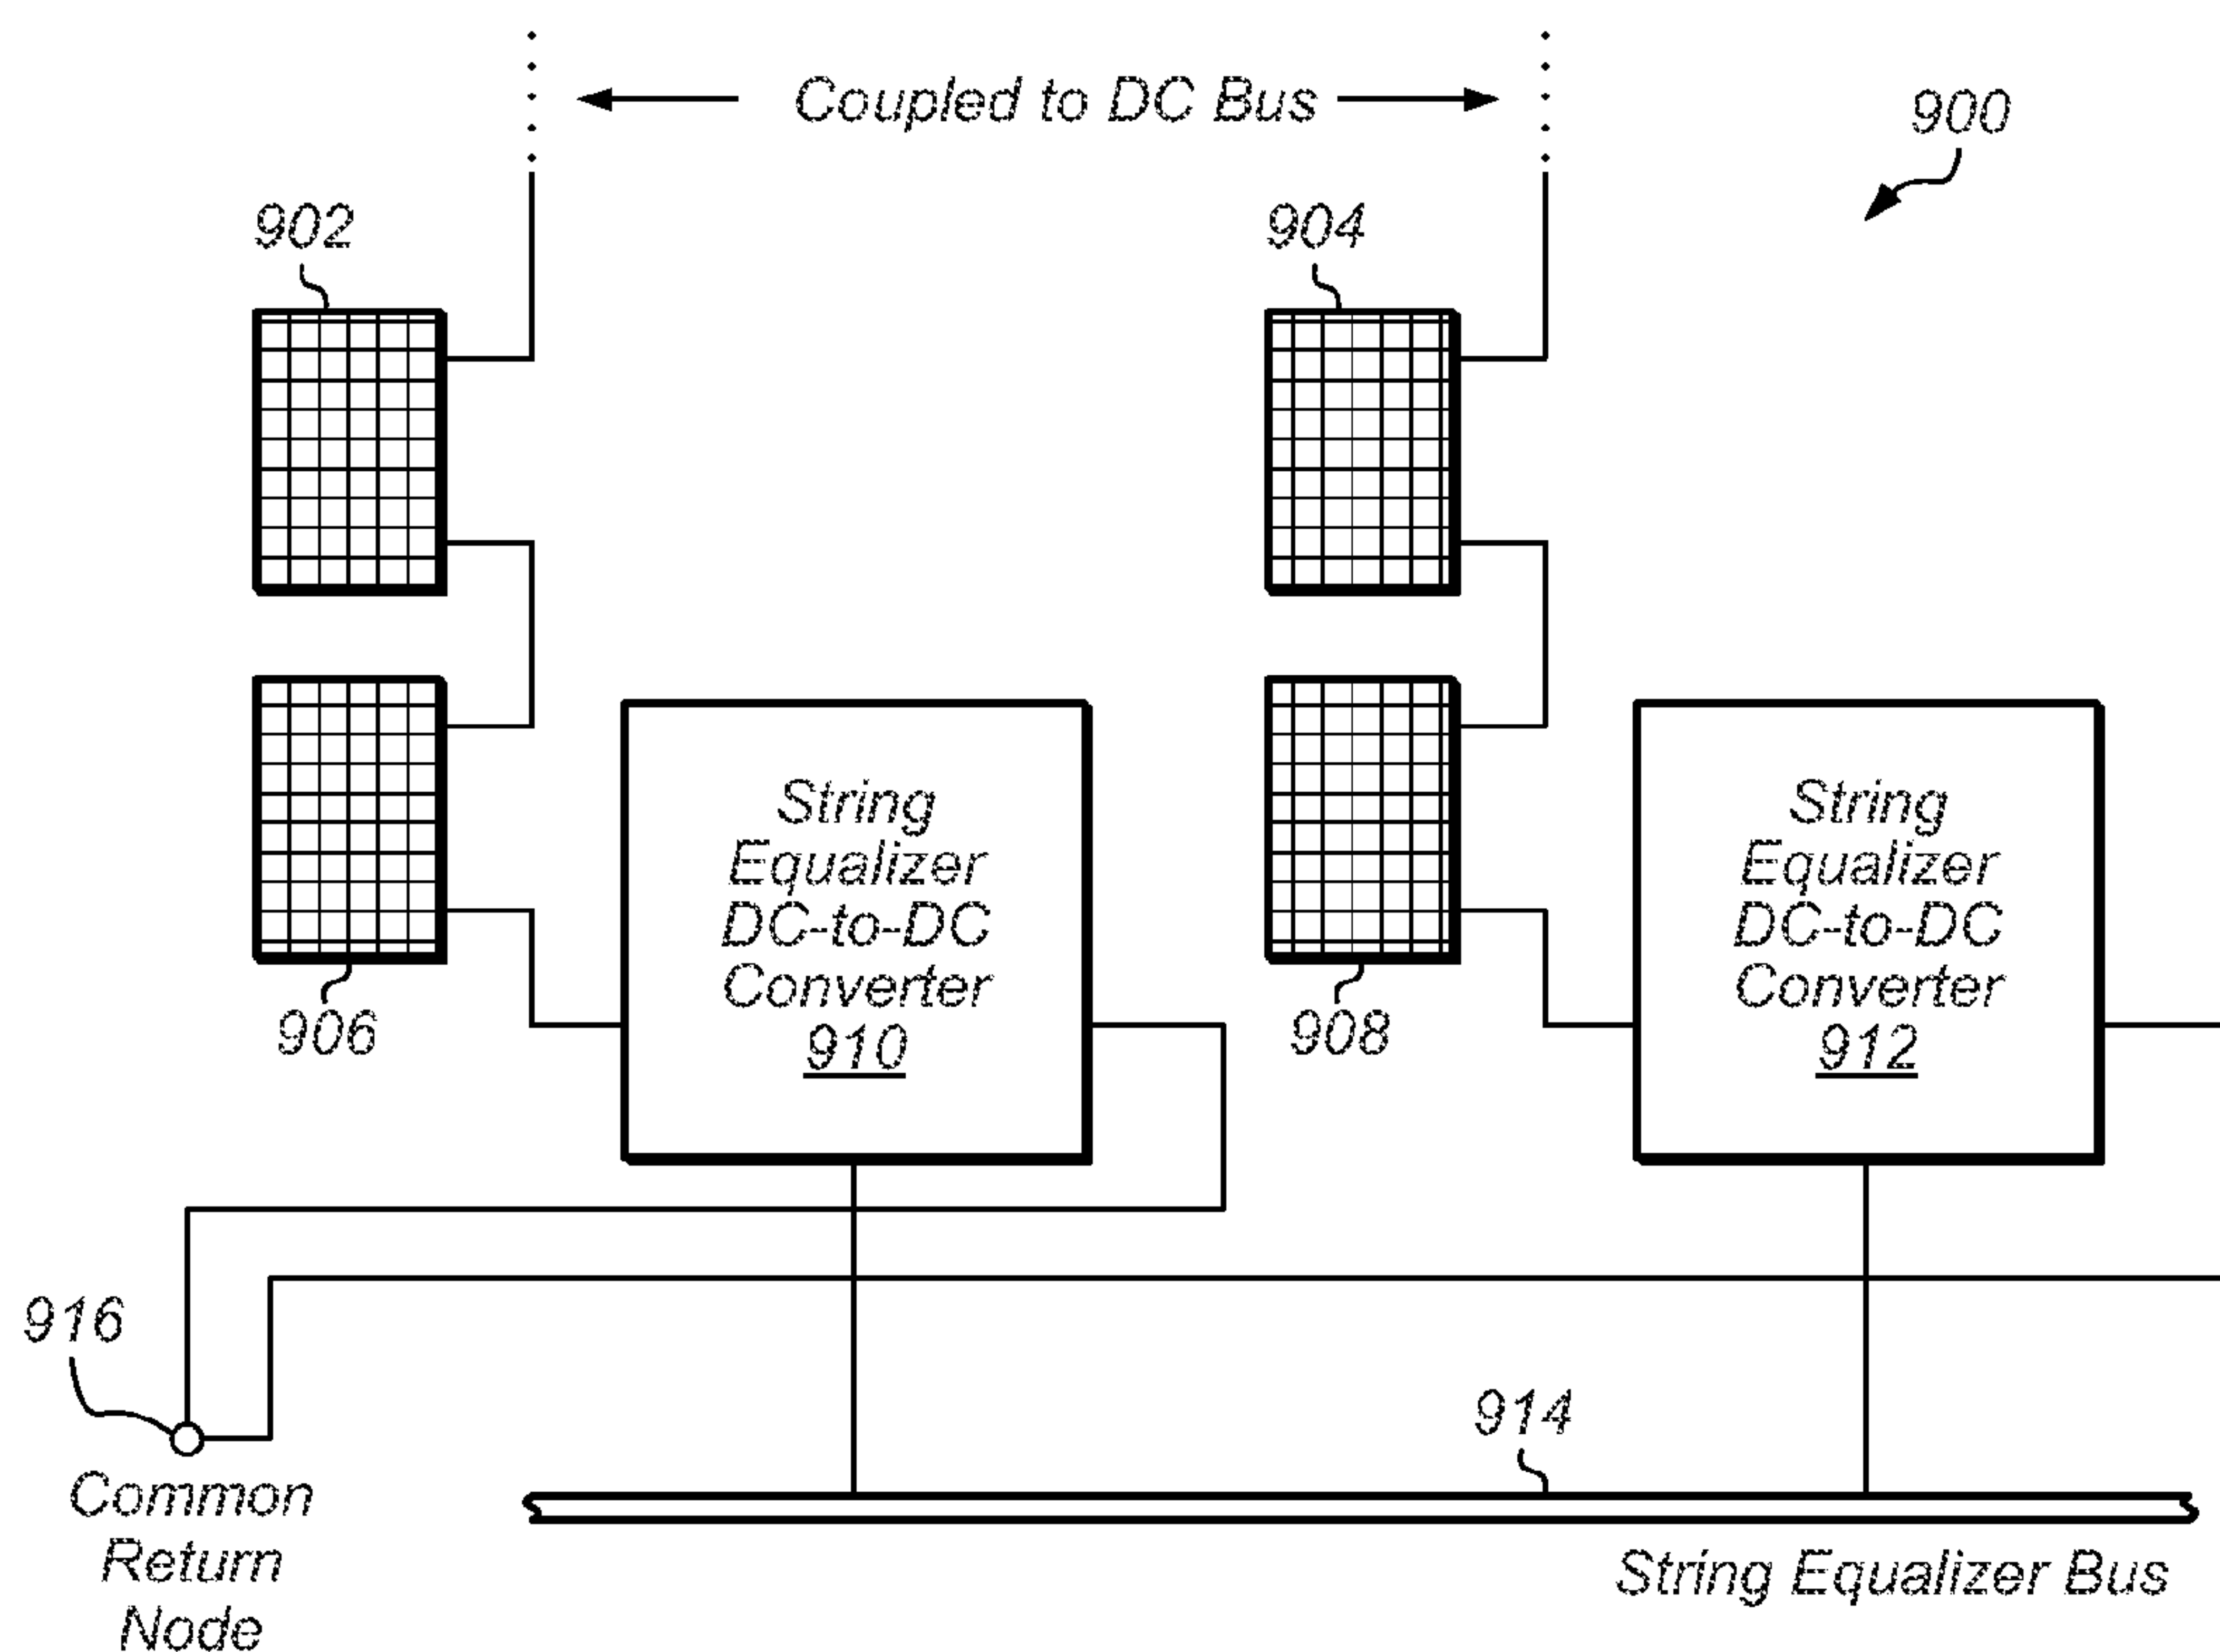 Coupled to DC Bus
900
902
904
String
Equalizer
DC-to-DC
Converter
910
String
Equalizer
DC-to-DC
Converter
912
906
908
916
914
Common
Return
Node
String Equalizer Bus